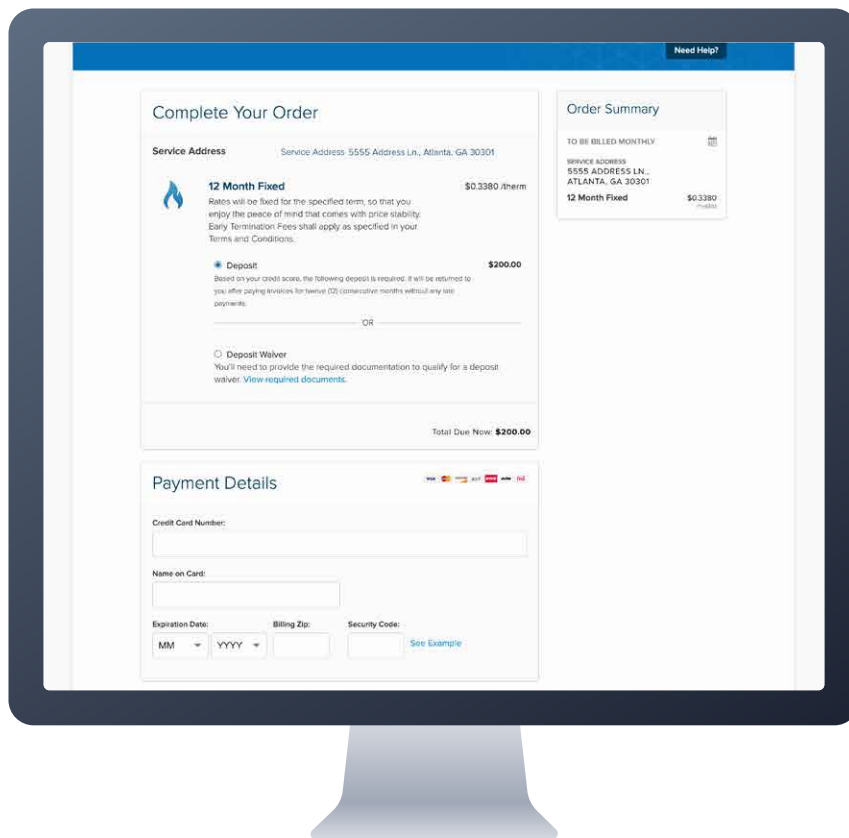 Need Help?
Complete Your Order
Service Address
Service Address 5555 Address Ln., Atlanta, GA 30301
12 Month Fixed
$0.3380 /therm
Rates will be fixed for the specified term, so that you
enjoy the peace of mind that comes with price stability.
Early Termination Fees shall apply as specified in your
Terms and Conditions.
Deposit
$200.00
Based on your credit score, the following deposit is required. It will be returned to
you after paying invoices for twelve (12) consecutive months without any late
payments.
OR
Deposit Waiver
You'll need to provide the required documentation to qualify for a deposit
waiver. View required documents.
Total Due Now: $200.00
Order Summary
TO BE BILLED MONTHLY
SERVICE ADDRESS
5555 ADDRESS LN.,
ATLANTA, GA 30301
12 Month Fixed
$0.3380
Payment Details
VISA
Credit Card Number:
Name on Card:
Expiration Date:
Billing Zip:
Security Code:
MM
YYYY
See Example